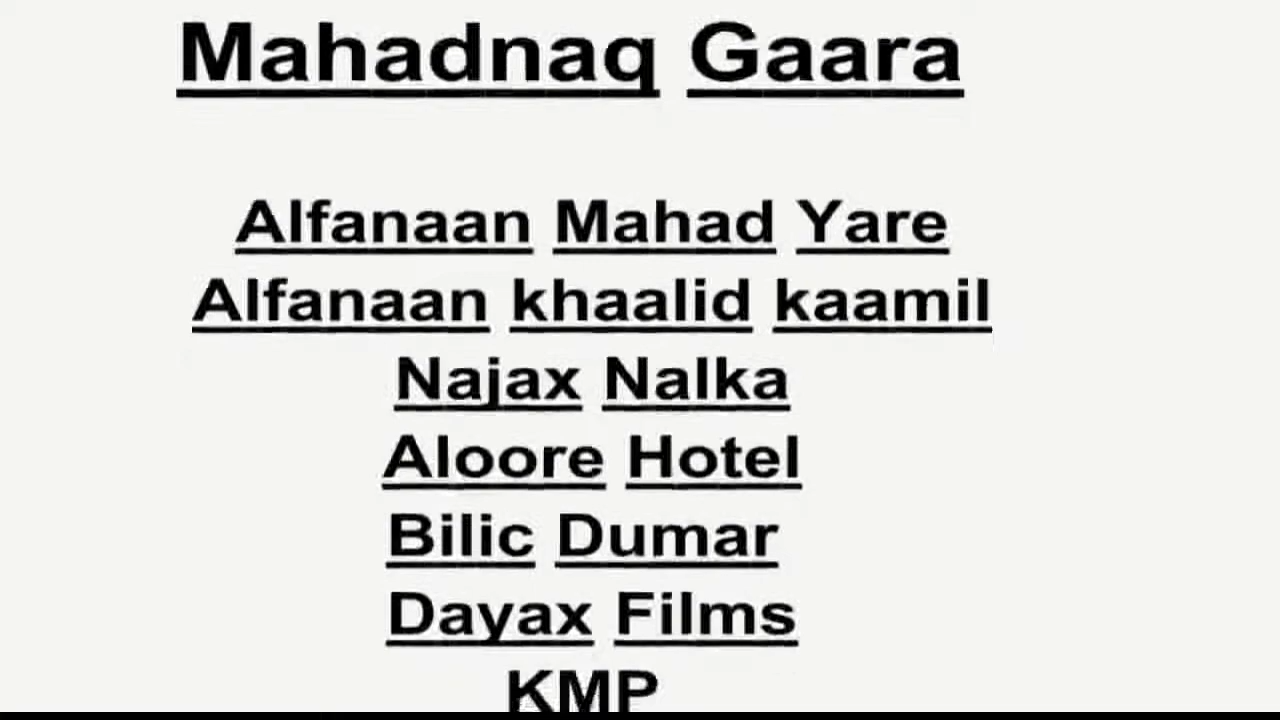 Mahadnaq Gaara
Alfanaan Mahad Yare
Alfanaan khaalid kaamil
Najax Nalka
Aloore Hotel
Bilic Dumar
Dayax Films
KMP